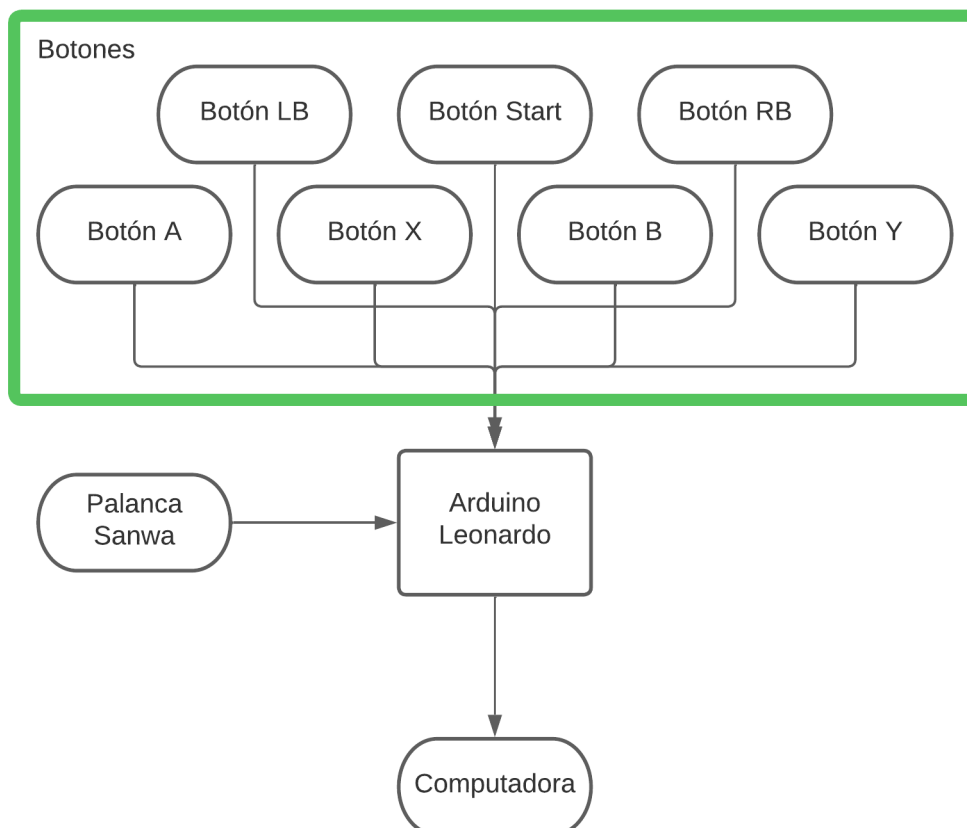 Botones
Botón LB
Botón Start
Botón RB
Botón A
Botón X
Botón B
Botón Y
Palanca
Sanwa
Arduino
Leonardo
Computadora